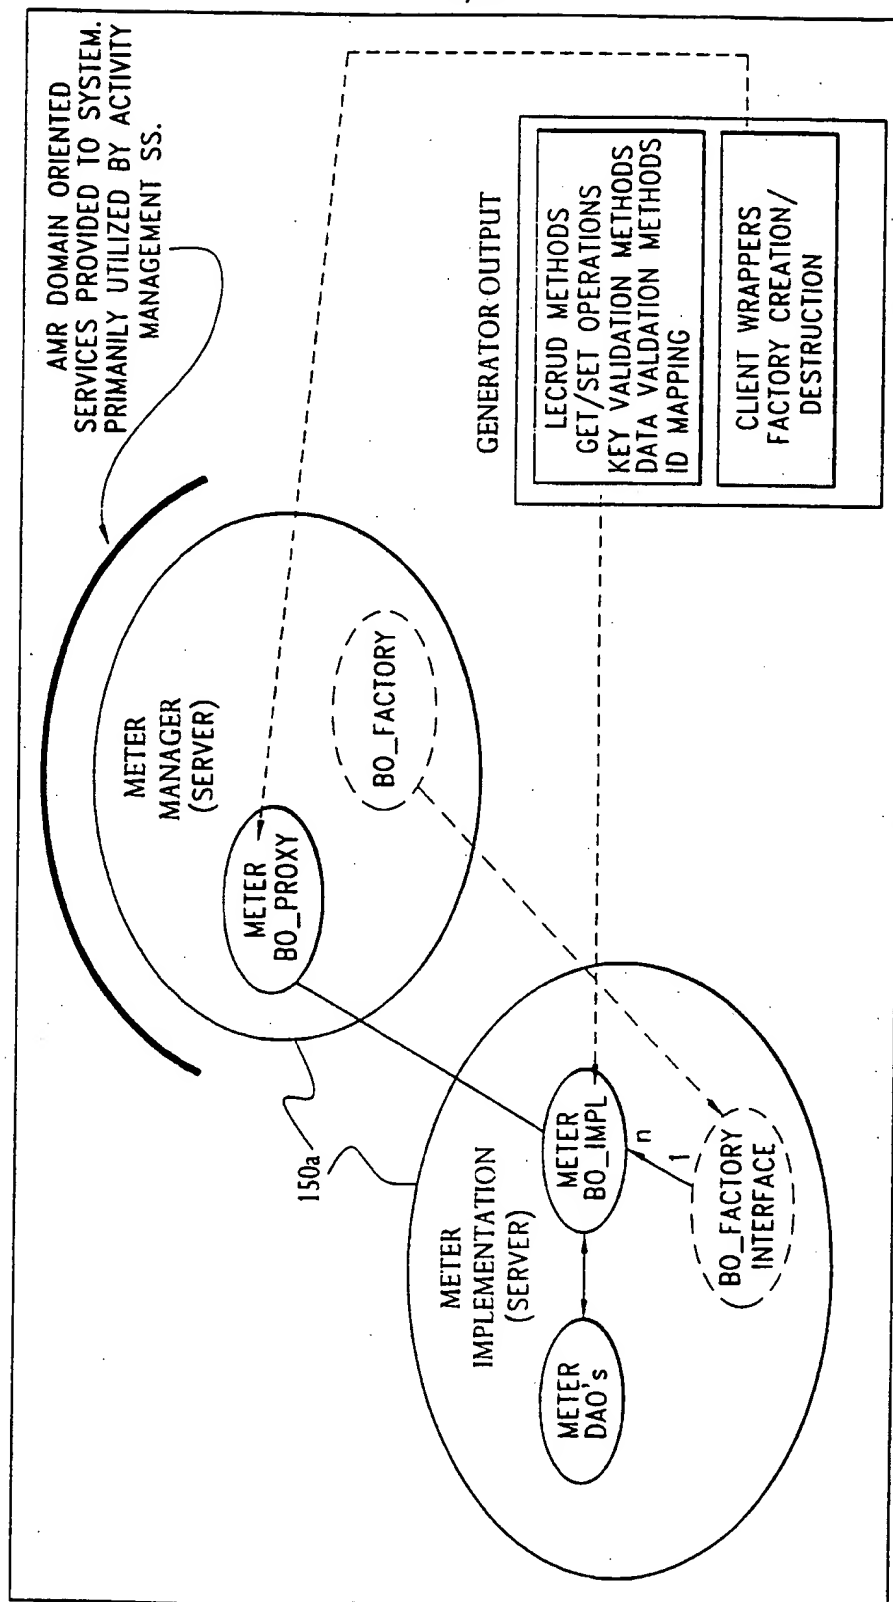 AMR DOMAIN ORIENTED
SERVICES PROVIDED TO SYSTEM.
PRIMANILY UTILIZED BY ACTIVITY
MANAGEMENT SS.
METER
MANAGER
(SERVER)
METER
BO_PROXY
BO_FACTORY
150a
METER
IMPLEMENTATION
(SERVER)
METER
DAO's
METER
BO_IMPL
n
1
BO_FACTORY
INTERFACE
GENERATOR OUTPUT
LECRUD METHODS
GET/SET OPERATIONS
KEY VALIDATION METHODS
DATA VALDATION METHODS
ID MAPPING
CLIENT WRAPPERS
FACTORY CREATION/
DESTRUCTION